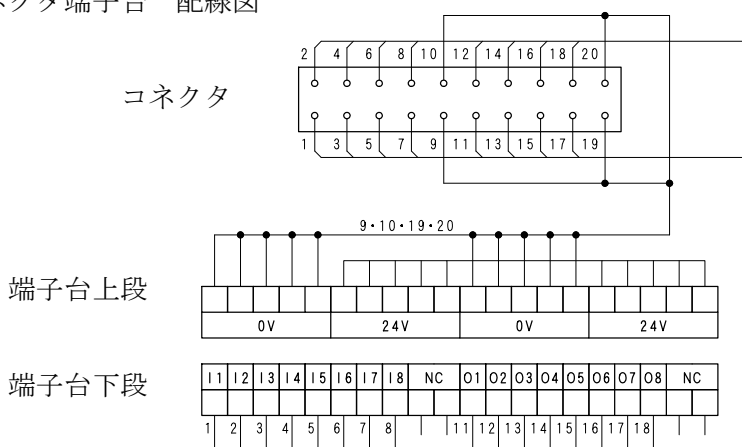 コネクタ端子台 配線図
2 4 6 8 10 12 14 16 18 20
コネクタ
1 3 5 7 9 11 13 15 17 19
9・10・19・20
端子台上段
0V 24V 0V 24V
端子台下段
I1 I2 I3 I4 I5 I6 I7 I8 NC O1 O2 O3 O4 O5 O6 O7 O8 NC
1 2 3 4 5 6 7 8 11 12 13 14 15 16 17 18